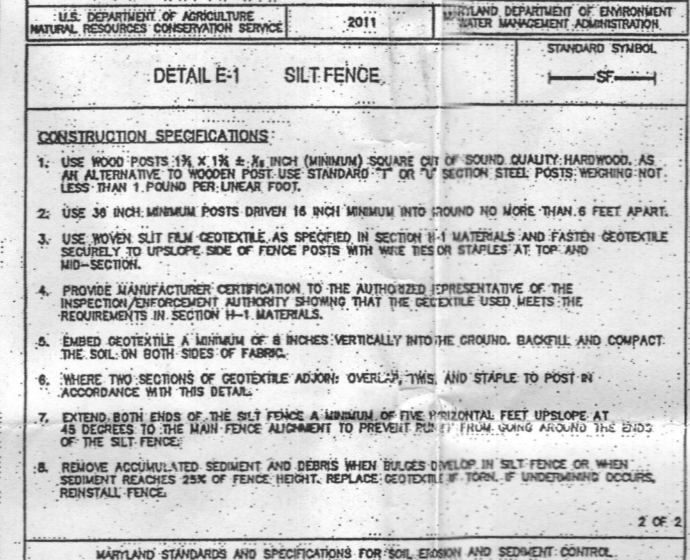 U.S. DEPARTMENT OF AGRICULTURE
NATURAL RESOURCES CONSERVATION SERVICE
2011
MARYLAND DEPARTMENT OF ENVIRONMENT
WATER MANAGEMENT ADMINISTRATION
DETAIL E-1 SILT FENCE
STANDARD SYMBOL
SF
CONSTRUCTION SPECIFICATIONS:
1. USE WOOD POSTS 1¾ X 1¾ ± INCH (MINIMUM) SQUARE CUT OF SOUND QUALITY HARDWOOD. AS
AN ALTERNATIVE TO WOODEN POST USE STANDARD "T" OR "U" SECTION STEEL POSTS WEIGHING NOT
LESS THAN 1 POUND PER LINEAR FOOT.
2. USE 36 INCH MINIMUM POSTS DRIVEN 16 INCH MINIMUM INTO GROUND NO MORE THAN 6 FEET APART.
3. USE WOVEN SLIT FILM GEOTEXTILE AS SPECIFIED IN SECTION H-1 MATERIALS AND FASTEN GEOTEXTILE
SECURELY TO UPSLOPE SIDE OF FENCE POSTS WITH WIRE TIES OR STAPLES AT TOP AND
MID-SECTION.
4. PROVIDE MANUFACTURER CERTIFICATION TO THE AUTHORIZED REPRESENTATIVE OF THE
INSPECTION/ENFORCEMENT AUTHORITY SHOWING THAT THE GEOTEXTILE USED MEETS THE
REQUIREMENTS IN SECTION H-1 MATERIALS.
5. EMBED GEOTEXTILE A MINIMUM OF 8 INCHES VERTICALLY INTO THE GROUND. BACKFILL AND COMPACT
THE SOIL ON BOTH SIDES OF FABRIC.
6. WHERE TWO SECTIONS OF GEOTEXTILE ADJOIN: OVERLAP, TWIS, AND STAPLE TO POST IN
ACCORDANCE WITH THIS DETAIL.
7. EXTEND BOTH ENDS OF THE SILT FENCE A MINIMUM OF FIVE HORIZONTAL FEET UPSLOPE AT
45 DEGREES TO THE MAIN FENCE ALIGNMENT TO PREVENT RUNOFF FROM GOING AROUND THE ENDS
OF THE SILT FENCE.
8. REMOVE ACCUMULATED SEDIMENT AND DEBRIS WHEN BULGES DEVELOP IN SILT FENCE OR WHEN
SEDIMENT REACHES 25% OF FENCE HEIGHT. REPLACE GEOTEXTILE IF TORN. IF UNDERMINING OCCURS,
REINSTALL FENCE.
2 OF 2
MARYLAND STANDARDS AND SPECIFICATIONS FOR SOIL EROSION AND SEDIMENT CONTROL